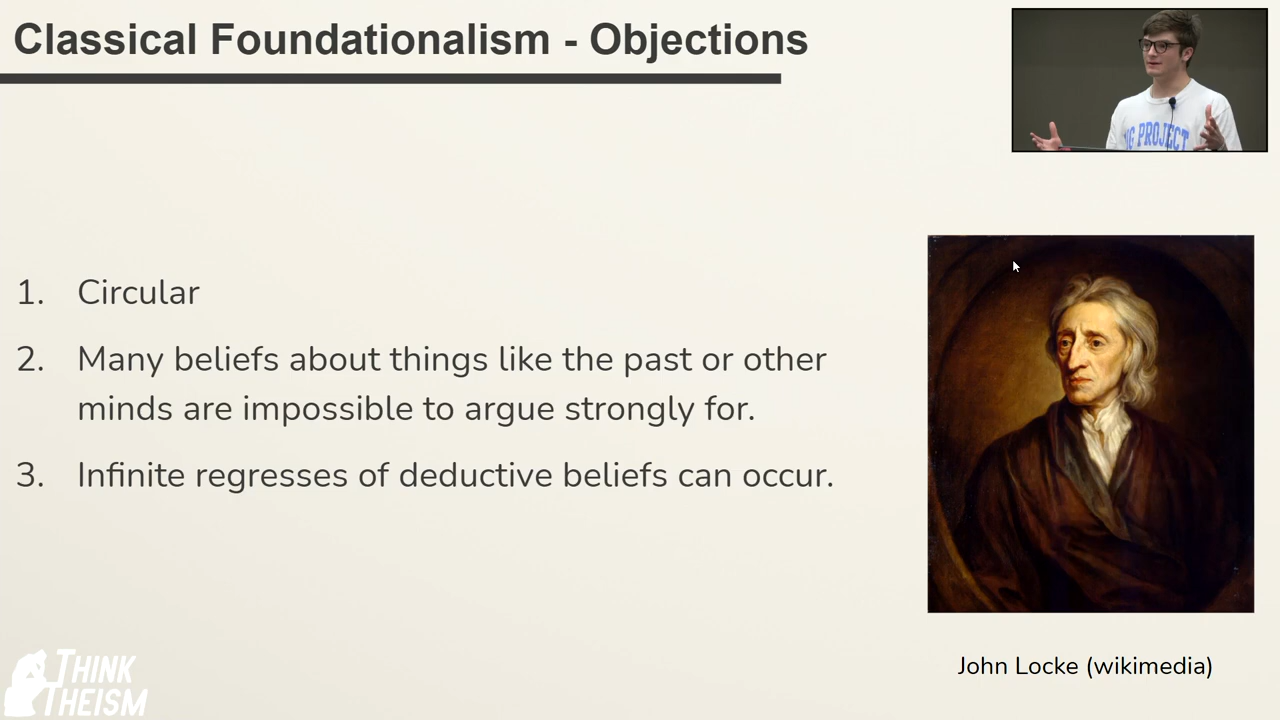 Classical Foundationalism - Objections
1. Circular
2. Many beliefs about things like the past or other
minds are impossible to argue strongly for.
3. Infinite regresses of deductive beliefs can occur.
PROJECT
John Locke (wikimedia)
THINK
THEISM